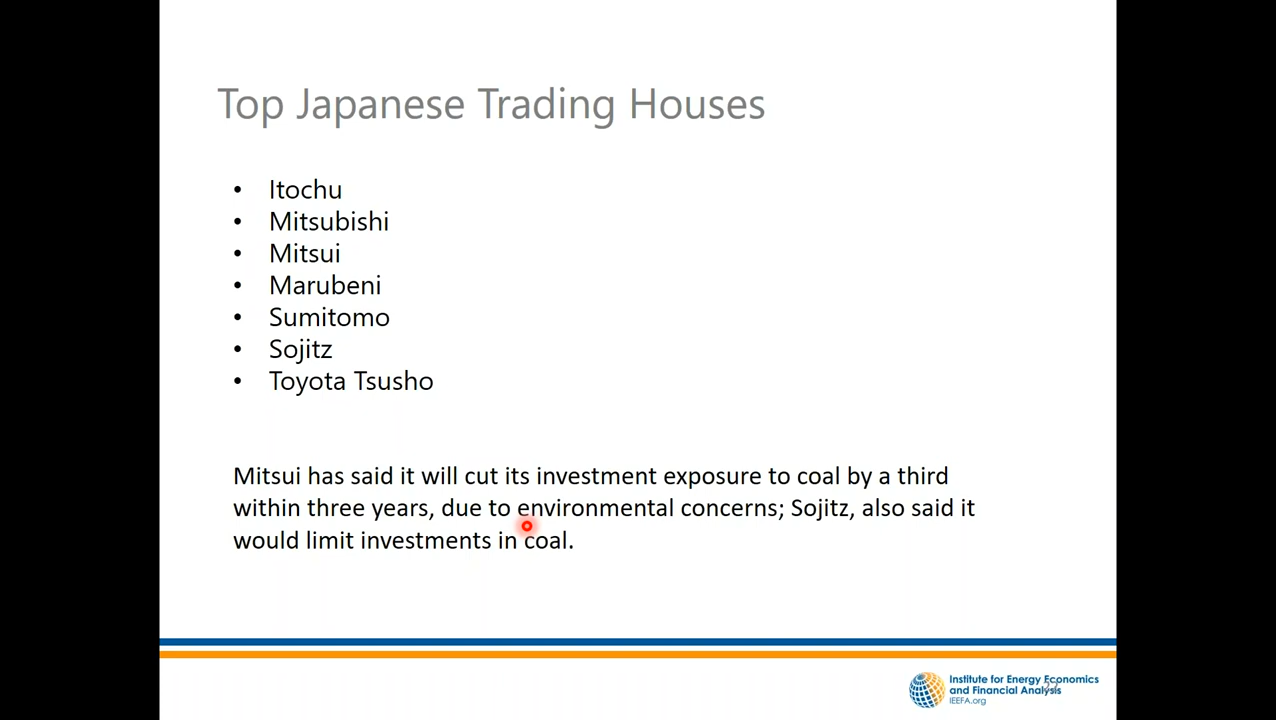 Top Japanese Trading Houses
• Itochu
• Mitsubishi
• Mitsui
• Marubeni
• Sumitomo
• Sojitz
• Toyota Tsusho
Mitsui has said it will cut its investment exposure to coal by a third
within three years, due to environmental concerns; Sojitz, also said it
would limit investments in coal.
Institute for Energy Economics
and Financial Analysis
IEEFA.org